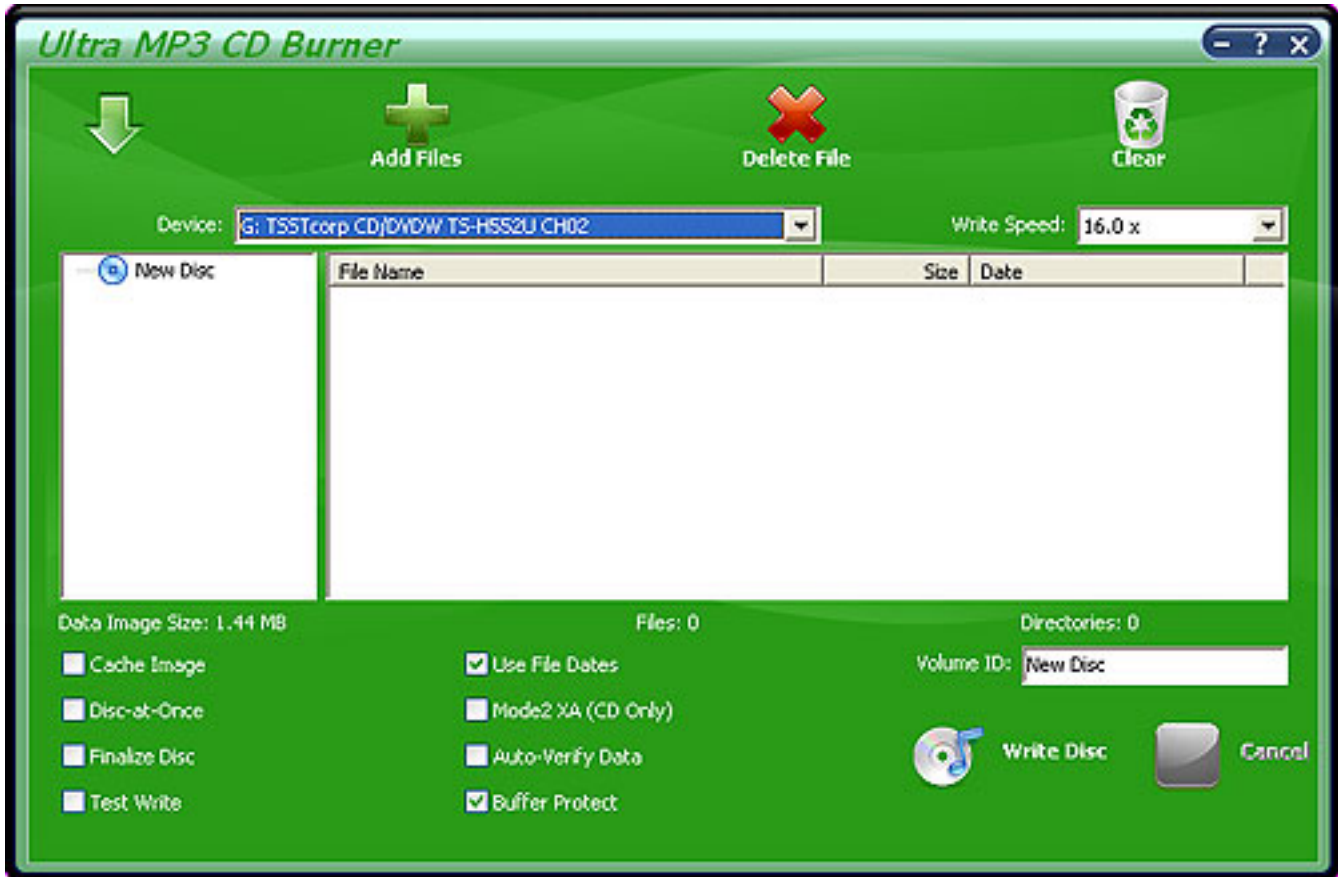 Ultra MP3 CD Burner
- ? x
Add Files
Delete File
Clear
Device: G: TSSTcorp CD/DVDW TS-H552U CH02
Write Speed: 16.0 x
New Disc
File Name Size Date
Data Image Size: 1.44 MB
Files: 0
Directories: 0
Cache Image
Use File Dates
Volume ID: New Disc
Disc-at-Once
Mode2 XA (CD Only)
Finalize Disc
Auto-Verify Data
Write Disc
Cancel
Test Write
Buffer Protect